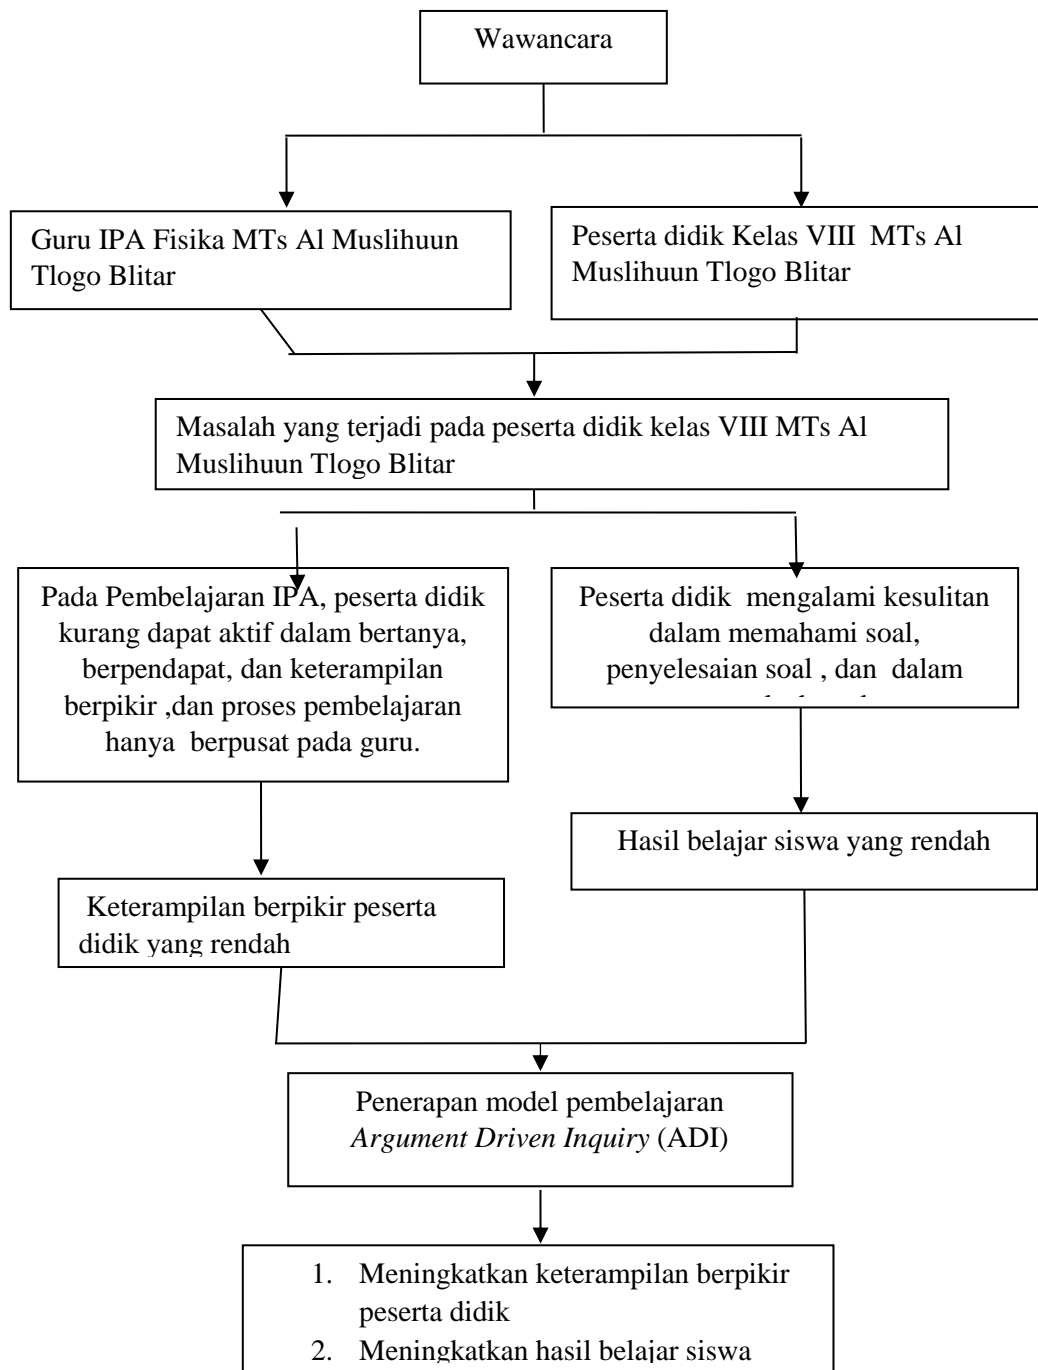 Wawancara
Guru IPA Fisika MTs Al Muslihuun
Tlogo Blitar
Peserta didik Kelas VIII  MTs Al
Muslihuun Tlogo Blitar
Masalah yang terjadi pada peserta didik kelas VIII MTs Al
Muslihuun Tlogo Blitar
Pada Pembelajaran IPA, peserta didik
kurang dapat aktif dalam bertanya,
berpendapat, dan keterampilan
berpikir ,dan proses pembelajaran
hanya  berpusat pada guru.
Peserta didik  mengalami kesulitan
dalam memahami soal,
penyelesaian soal , dan  dalam
Hasil belajar siswa yang rendah
Keterampilan berpikir peserta
didik yang rendah
Penerapan model pembelajaran
Argument Driven Inquiry (ADI)
1. Meningkatkan keterampilan berpikir
peserta didik
2. Meningkatkan hasil belajar siswa